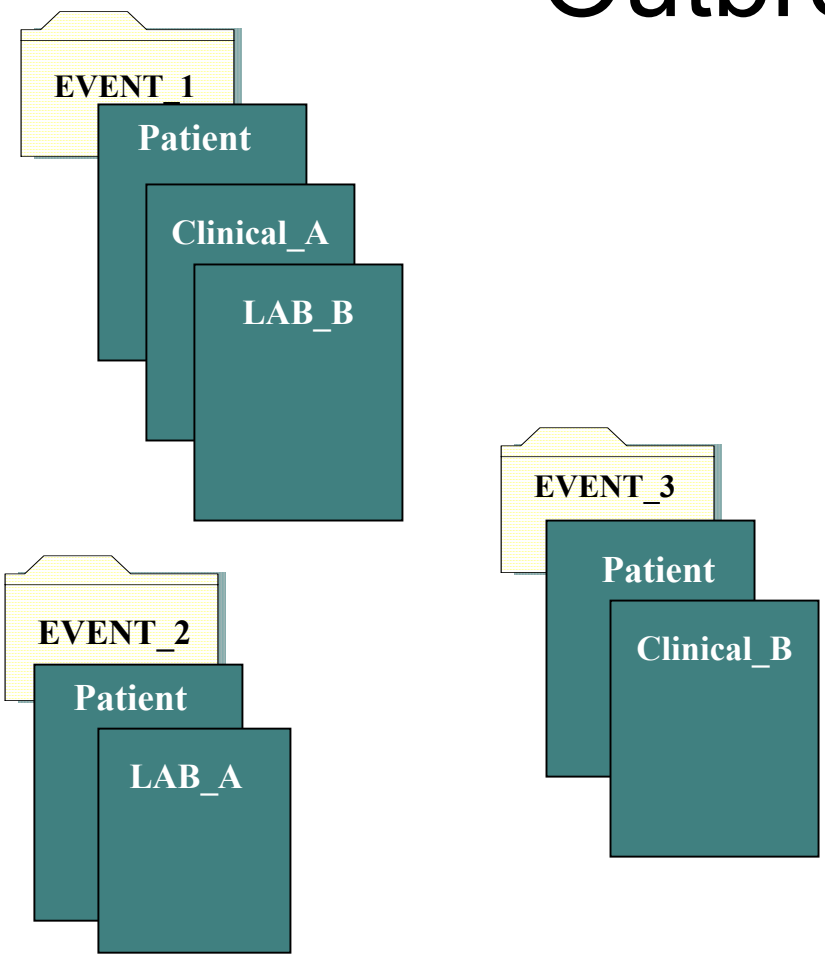 EVENT_1
Patient
Clinical_A
LAB_B
EVENT_2
Patient
LAB_A
EVENT_3
Patient
Clinical_B